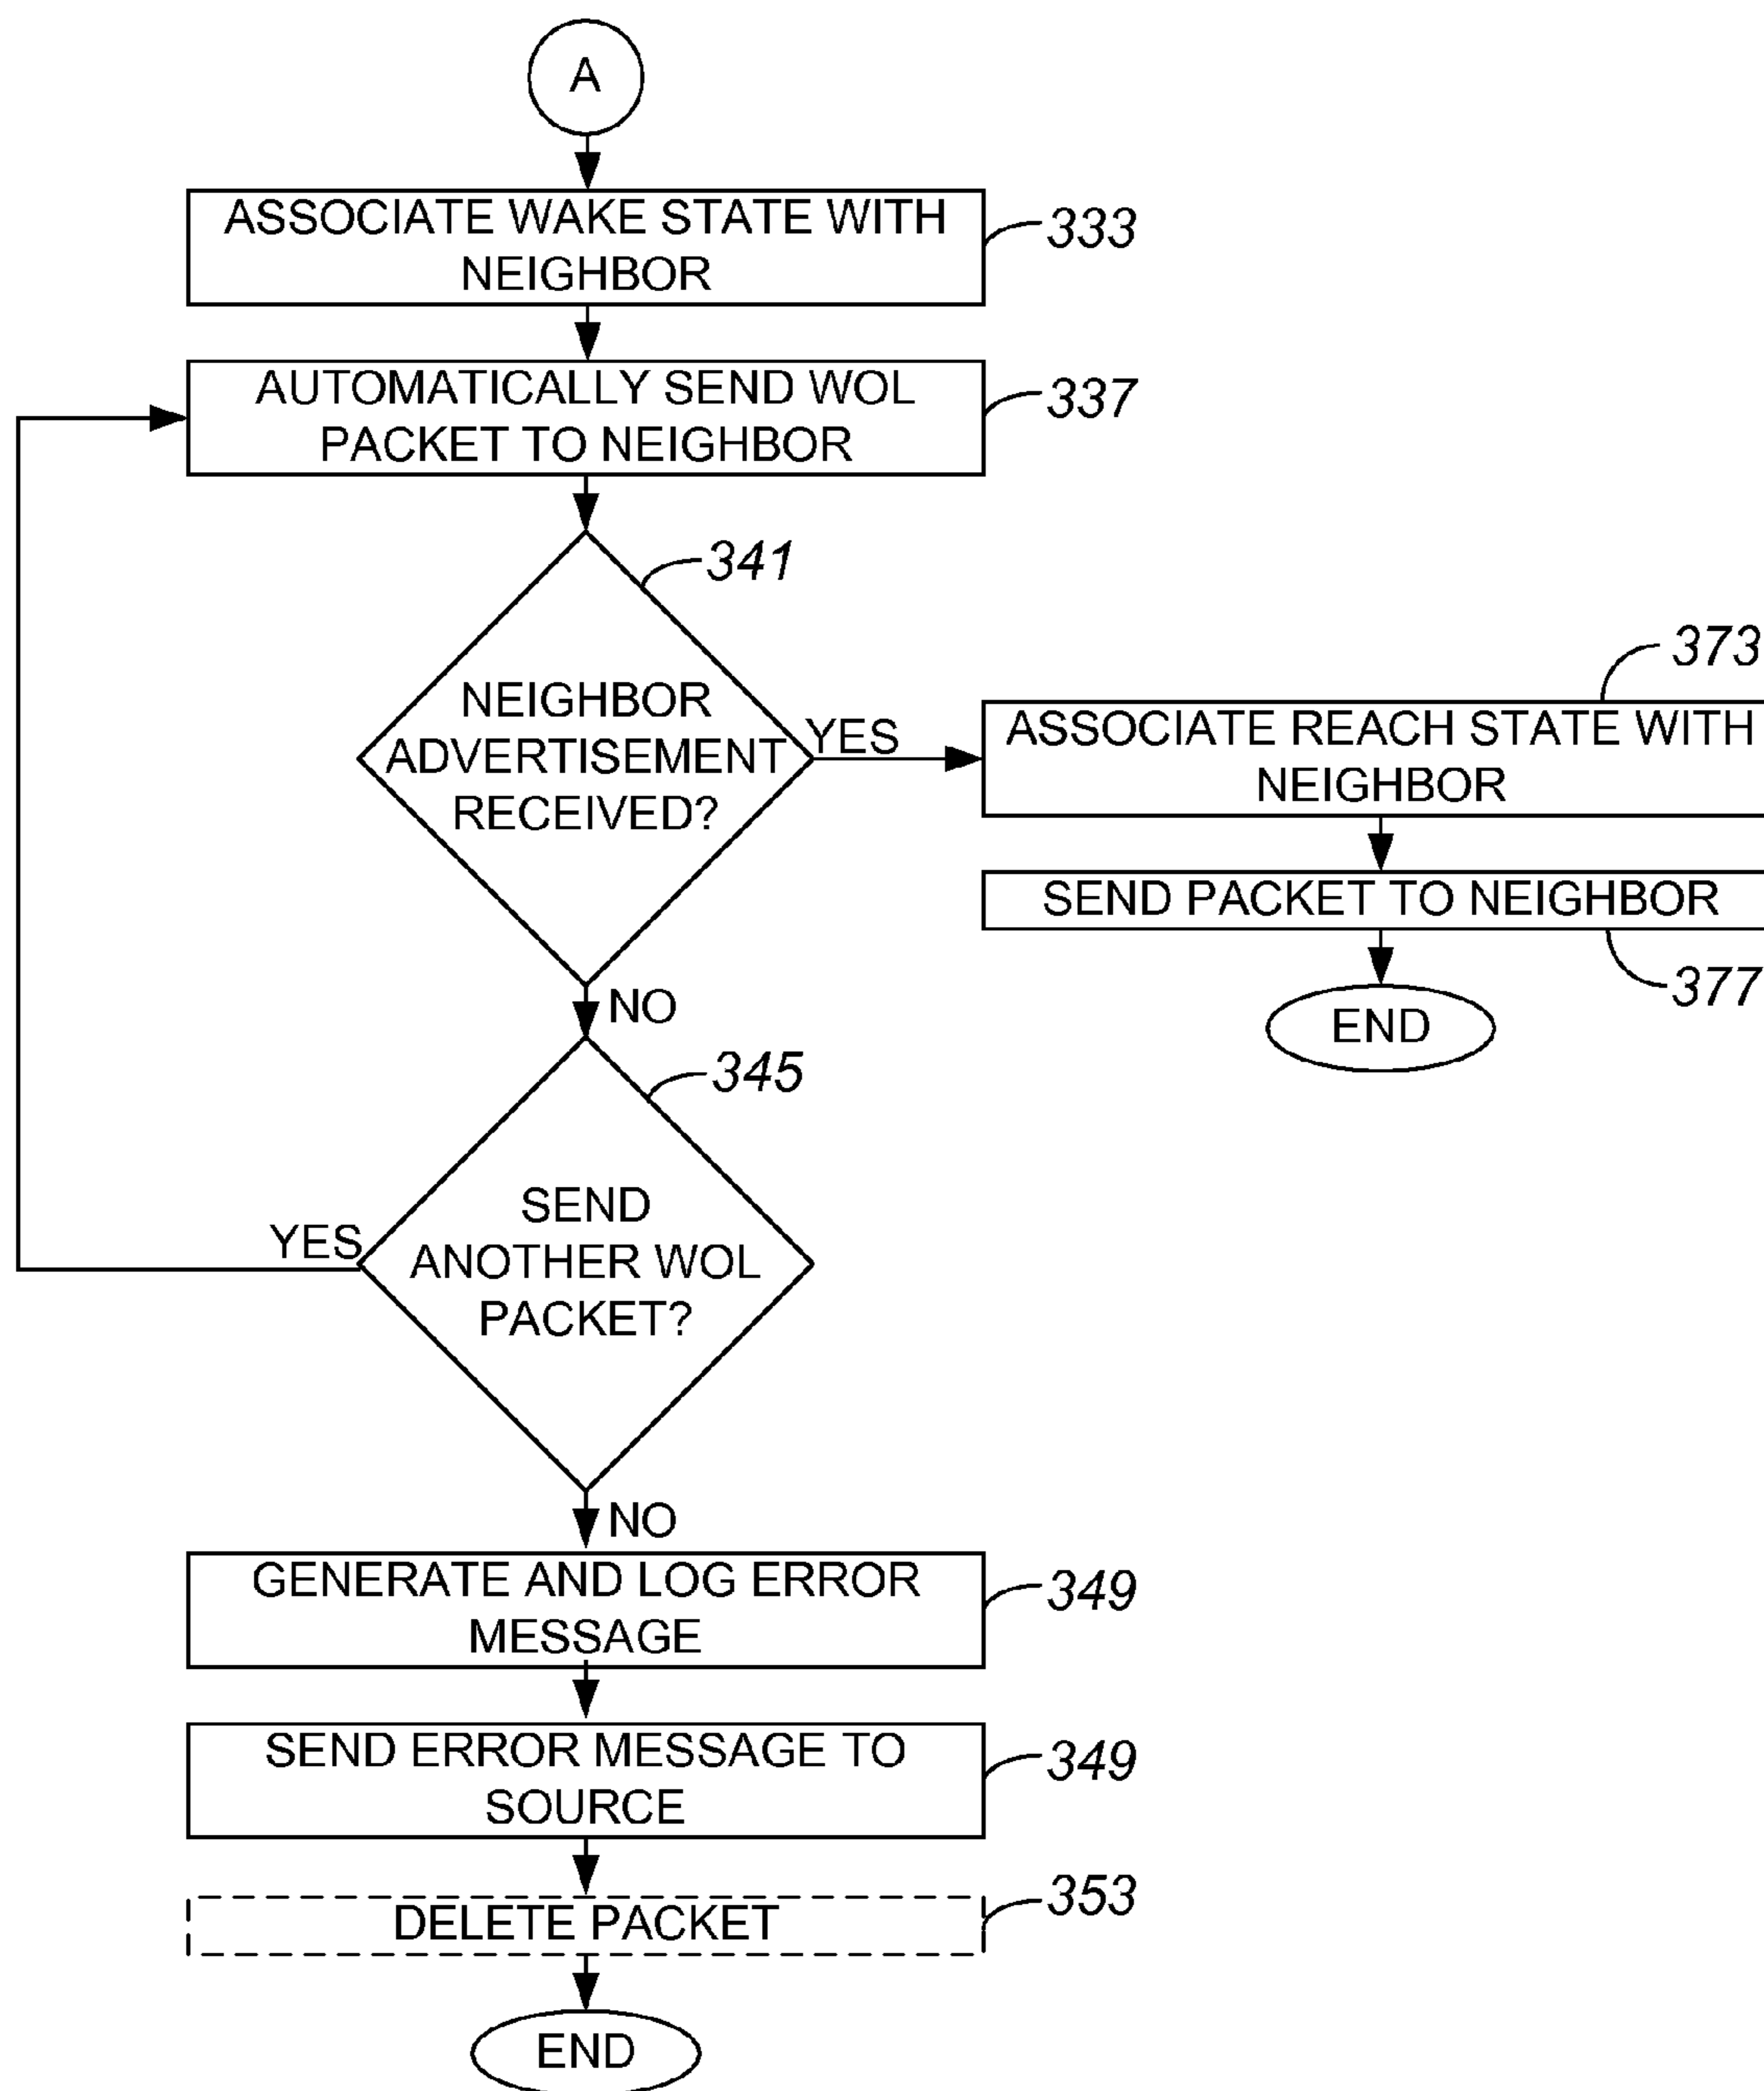 A
ASSOCIATE WAKE STATE WITH
NEIGHBOR
333
AUTOMATICALLY SEND WOL
PACKET TO NEIGHBOR
337
341
NEIGHBOR
ADVERTISEMENT
RECEIVED?
YES
373
ASSOCIATE REACH STATE WITH
NEIGHBOR
SEND PACKET TO NEIGHBOR
377
END
NO
345
SEND
ANOTHER WOL
PACKET?
YES
NO
GENERATE AND LOG ERROR
MESSAGE
349
SEND ERROR MESSAGE TO
SOURCE
349
DELETE PACKET
353
END